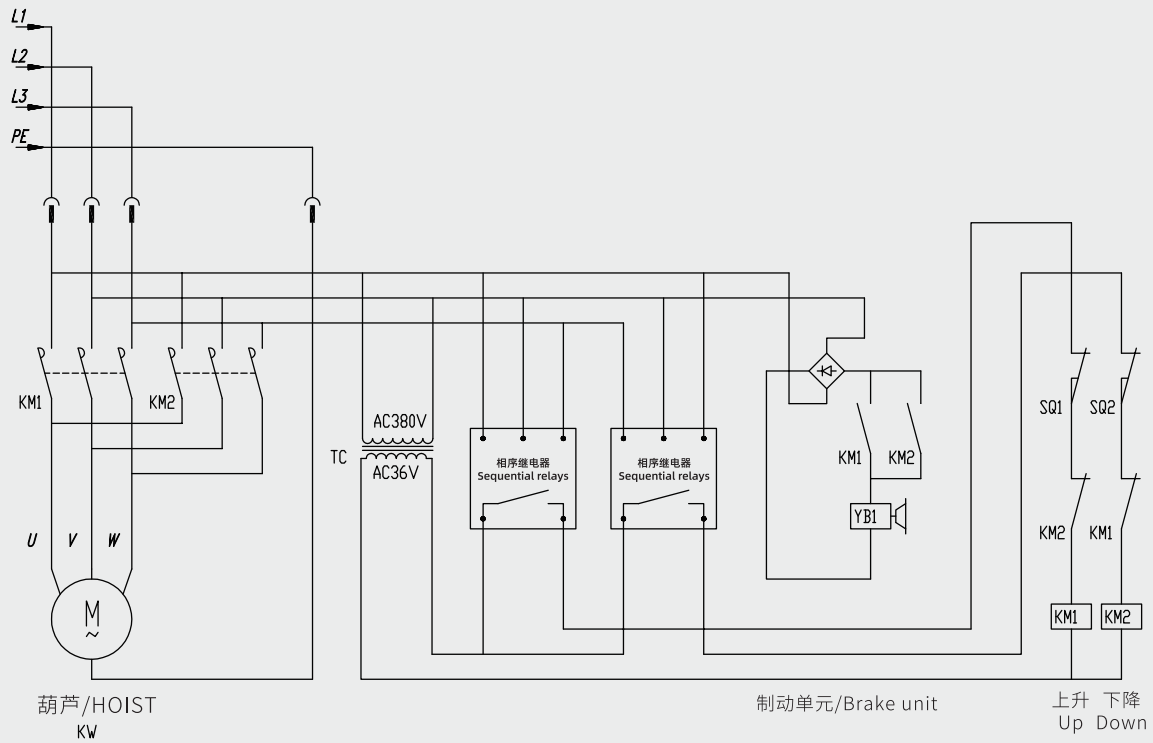 L1
L2
L3
PE
KM1
KM2
TC
AC380V
AC36V
相序继电器
Sequential relays
相序继电器
Sequential relays
KM1
KM2
YB1
SQ1
SQ2
KM2
KM1
KM1
KM2
U
V
W
M
~
葫芦/HOIST
KW
制动单元/Brake unit
上升 下降
Up Down